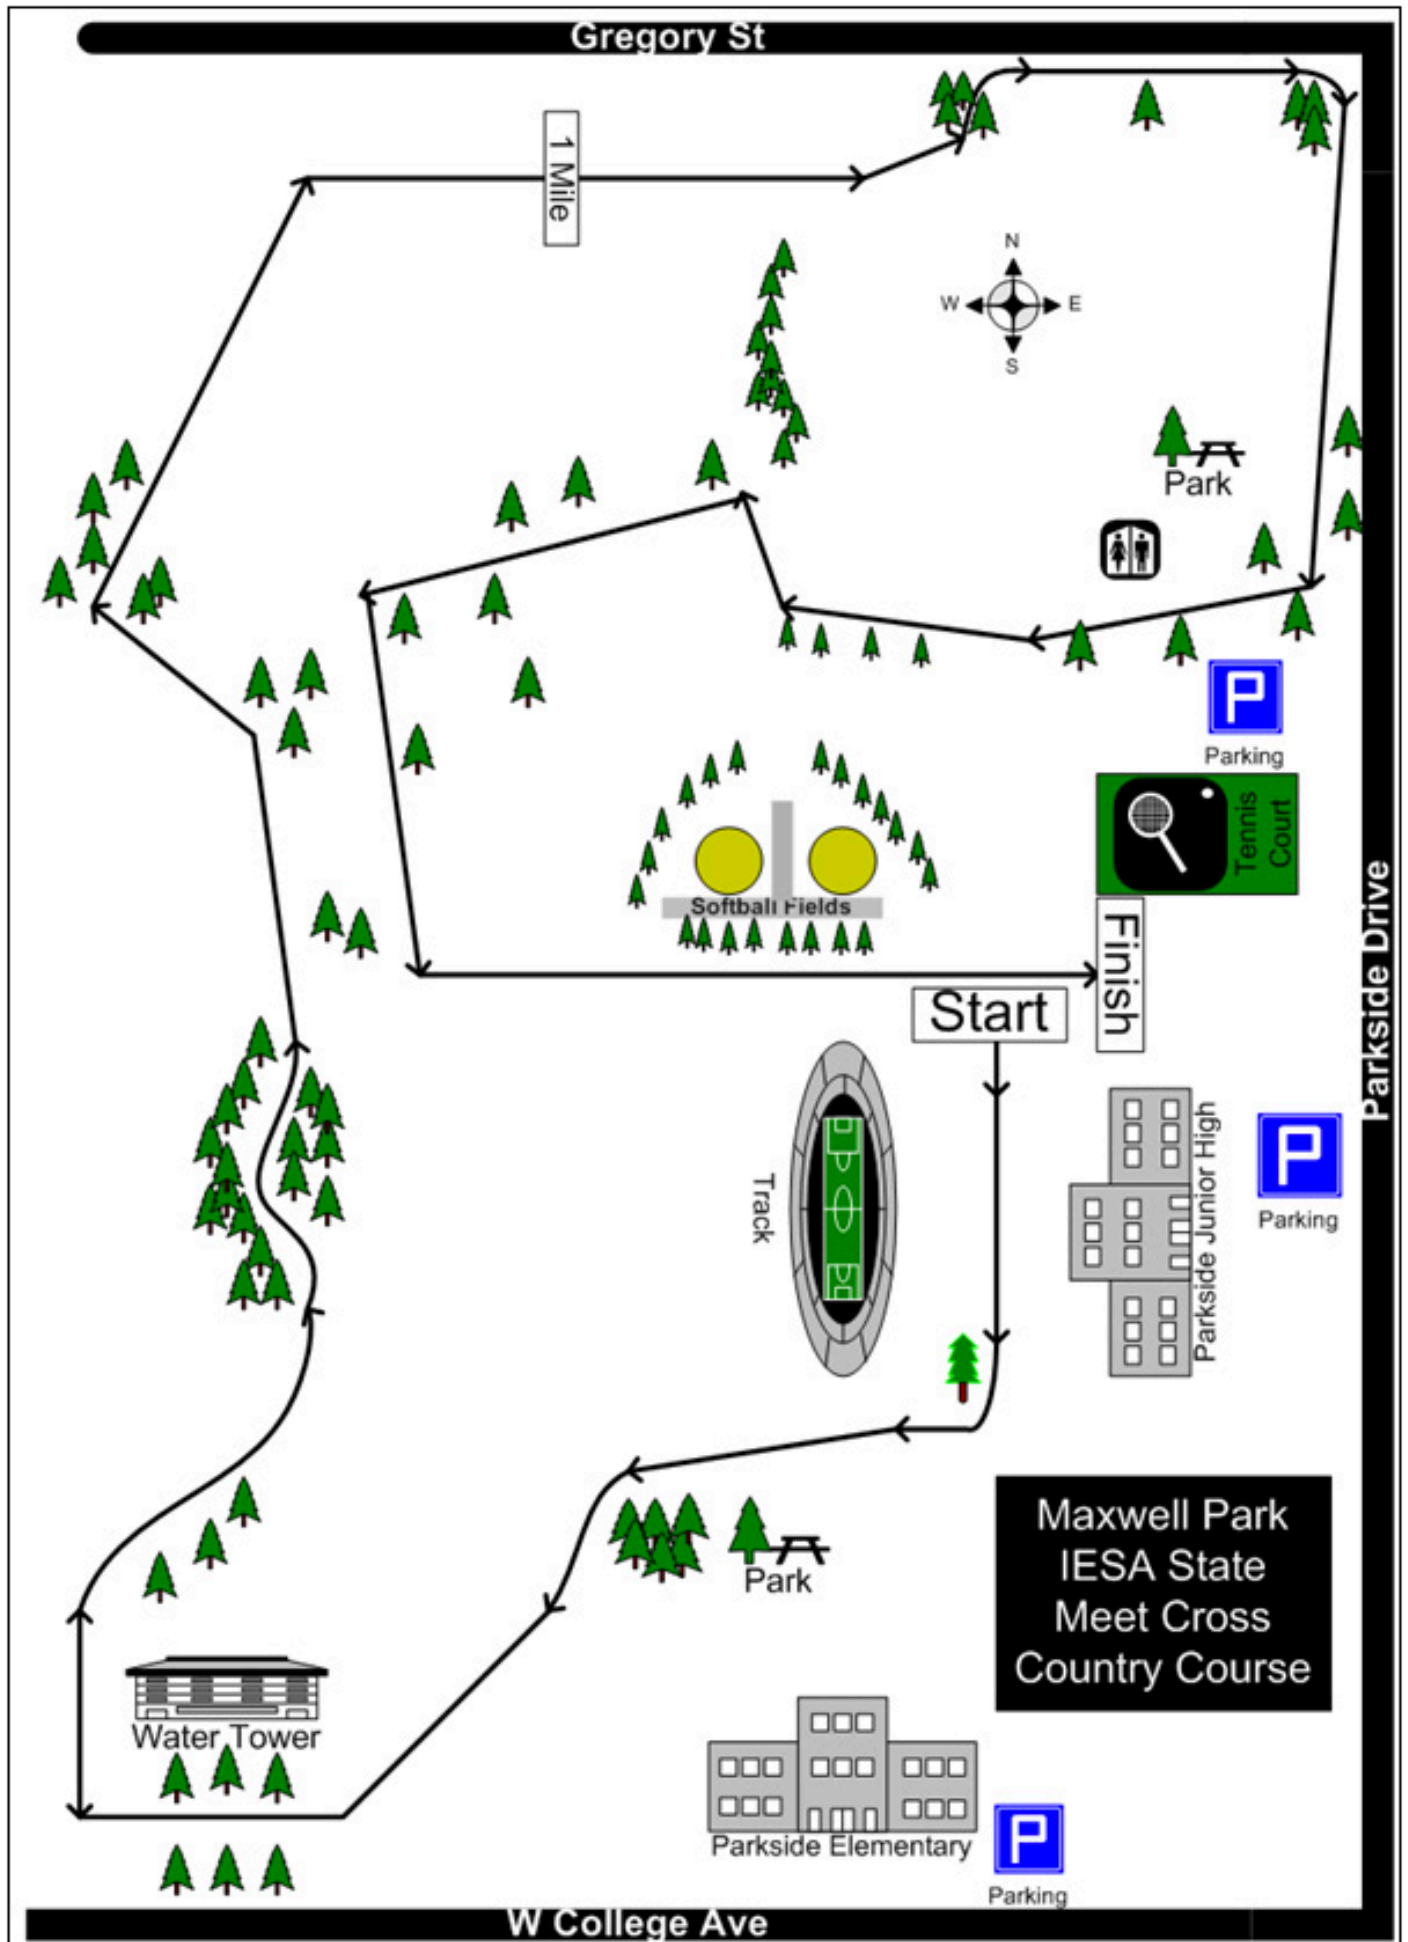 Gregory St
1 Mile
N
W
E
S
Park
P
Parking
Tennis
Court
Softball Fields
Finish
Start
Parkside Drive
Track
Parkside Junior High
P
Parking
Maxwell Park
IESA State
Meet Cross
Country Course
Park
Water Tower
Parkside Elementary
P
Parking
W College Ave